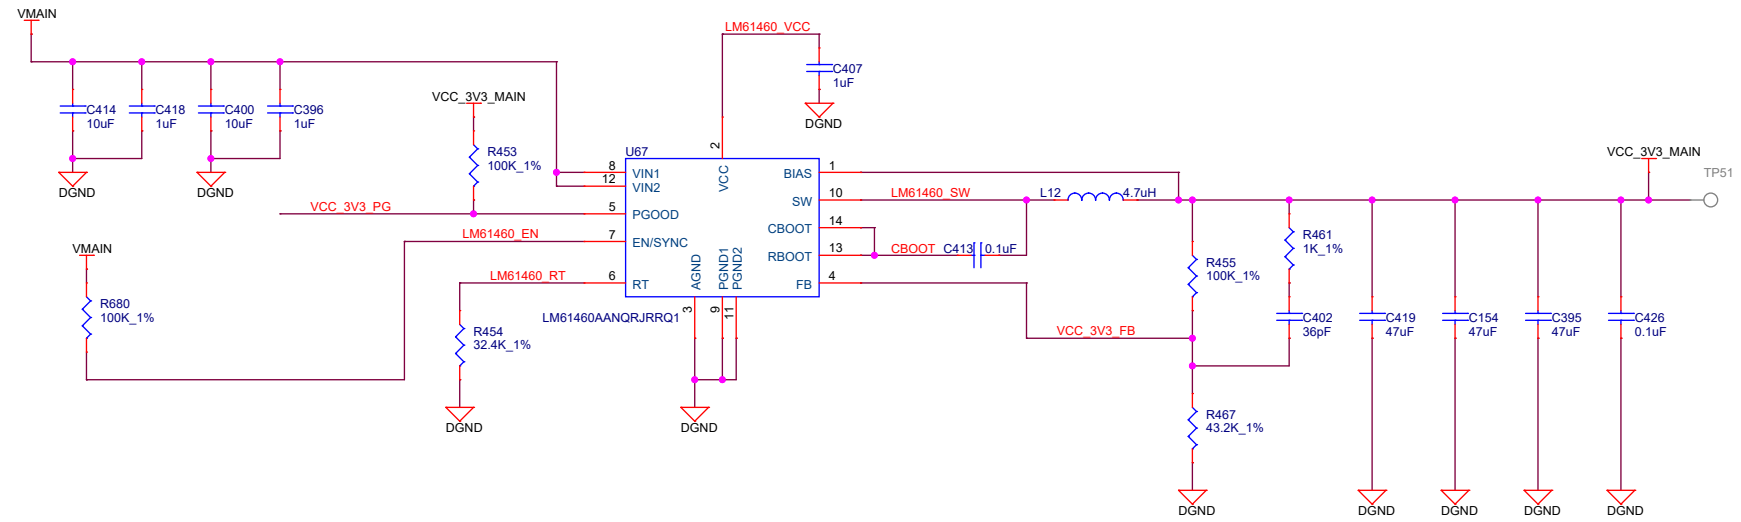 VMAIN
LM61460_VCC
C414
10uF
C418
1uF
C400
10uF
C396
1uF
C407
1uF
DGND
DGND
DGND
VCC_3V3_MAIN
R453
100K_1%
U67
2
VCC
8
VIN1
12
VIN2
VCC_3V3_PG
5
PGOOD
LM61460_EN
7
EN/SYNC
LM61460_RT
6
RT
BIAS
1
SW
10
CBOOT
14
RBOOT
13
FB
4
AGND
PGND1
PGND2
3
9
11
LM61460AANQRJRRQ1
LM61460_SW
L12
4.7uH
CBOOT
C413
0.1uF
VCC_3V3_MAIN
TP51
VMAIN
R680
100K_1%
R454
32.4K_1%
DGND
DGND
R455
100K_1%
R461
1K_1%
VCC_3V3_FB
C402
36pF
C419
47uF
C154
47uF
C395
47uF
C426
0.1uF
R467
43.2K_1%
DGND
DGND
DGND
DGND
DGND